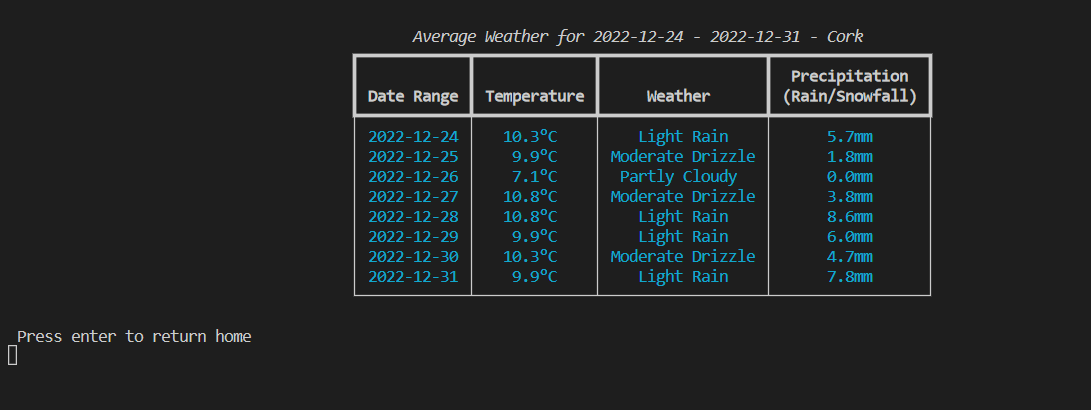 Average Weather for 2022-12-24 - 2022-12-31 - Cork
Precipitation
Date Range Temperature Weather (Rain/Snowfall)
2022-12-24 10.3°C Light Rain 5.7mm
2022-12-25 9.9°C Moderate Drizzle 1.8mm
2022-12-26 7.1°C Partly Cloudy 0.0mm
2022-12-27 10.8°C Moderate Drizzle 3.8mm
2022-12-28 10.8°C Light Rain 8.6mm
2022-12-29 9.9°C Light Rain 6.0mm
2022-12-30 10.3°C Moderate Drizzle 4.7mm
2022-12-31 9.9°C Light Rain 7.8mm
Press enter to return home